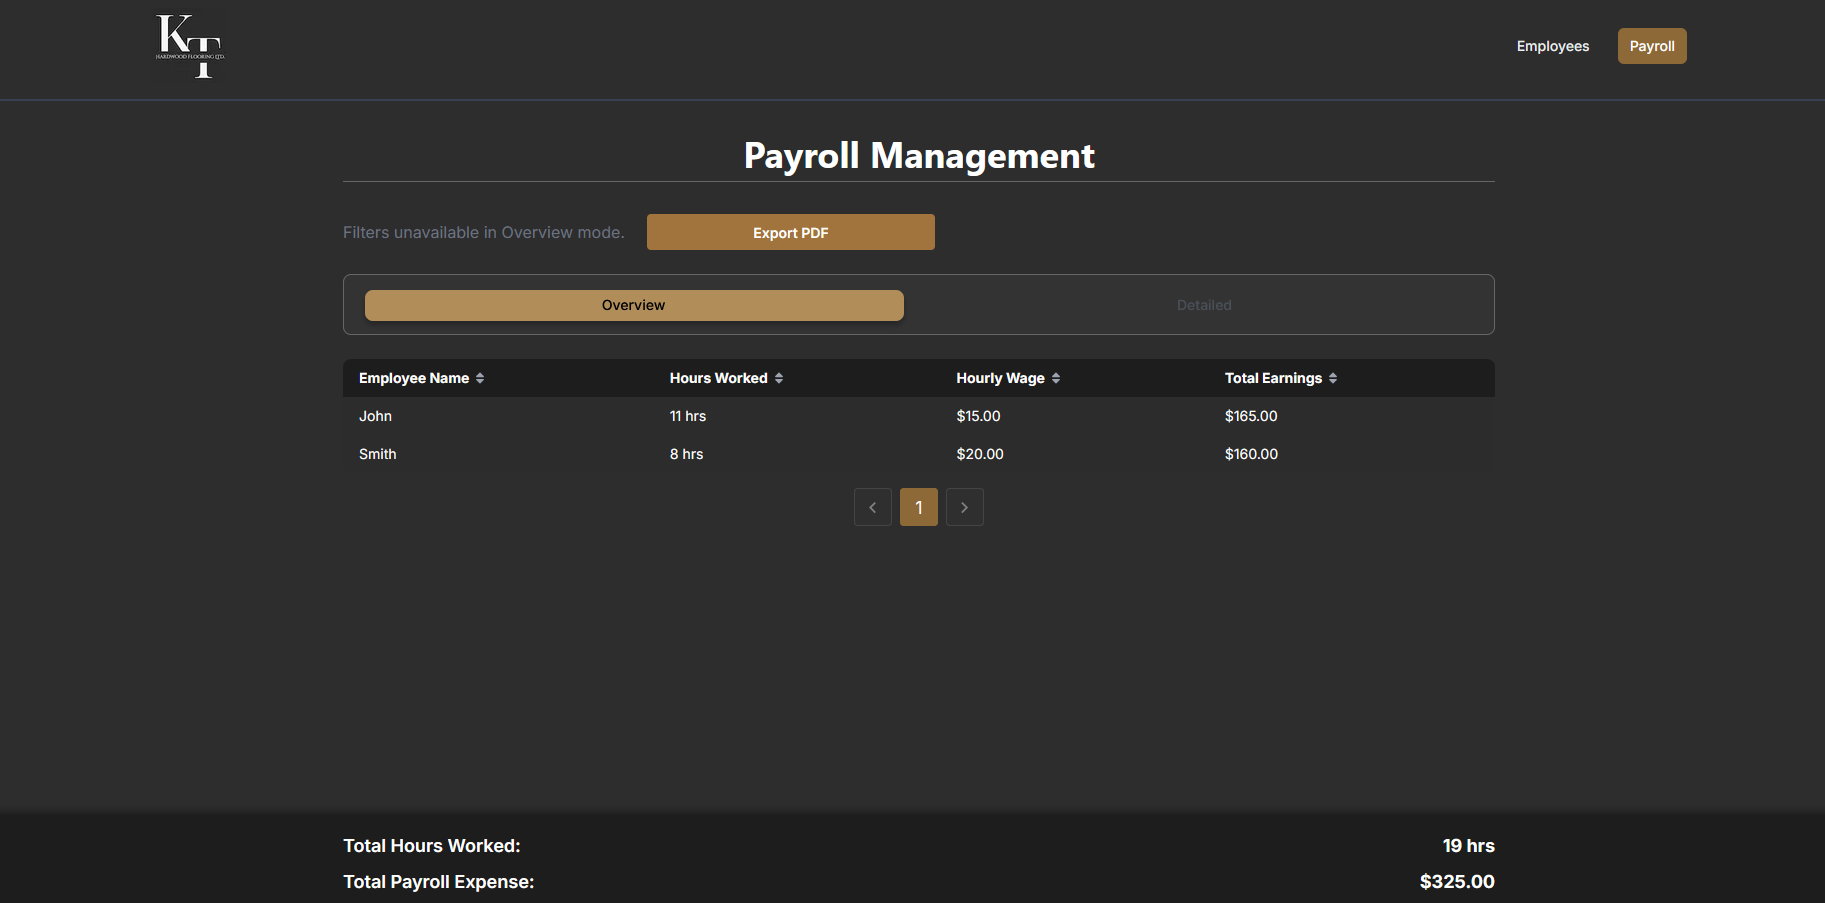 KT
HARDWOOD FLOORING LTD.
Employees Payroll
Payroll Management
Filters unavailable in Overview mode. Export PDF
Overview Detailed
Employee Name Hours Worked Hourly Wage Total Earnings
John 11 hrs $15.00 $165.00
Smith 8 hrs $20.00 $160.00
1
Total Hours Worked: 19 hrs
Total Payroll Expense: $325.00